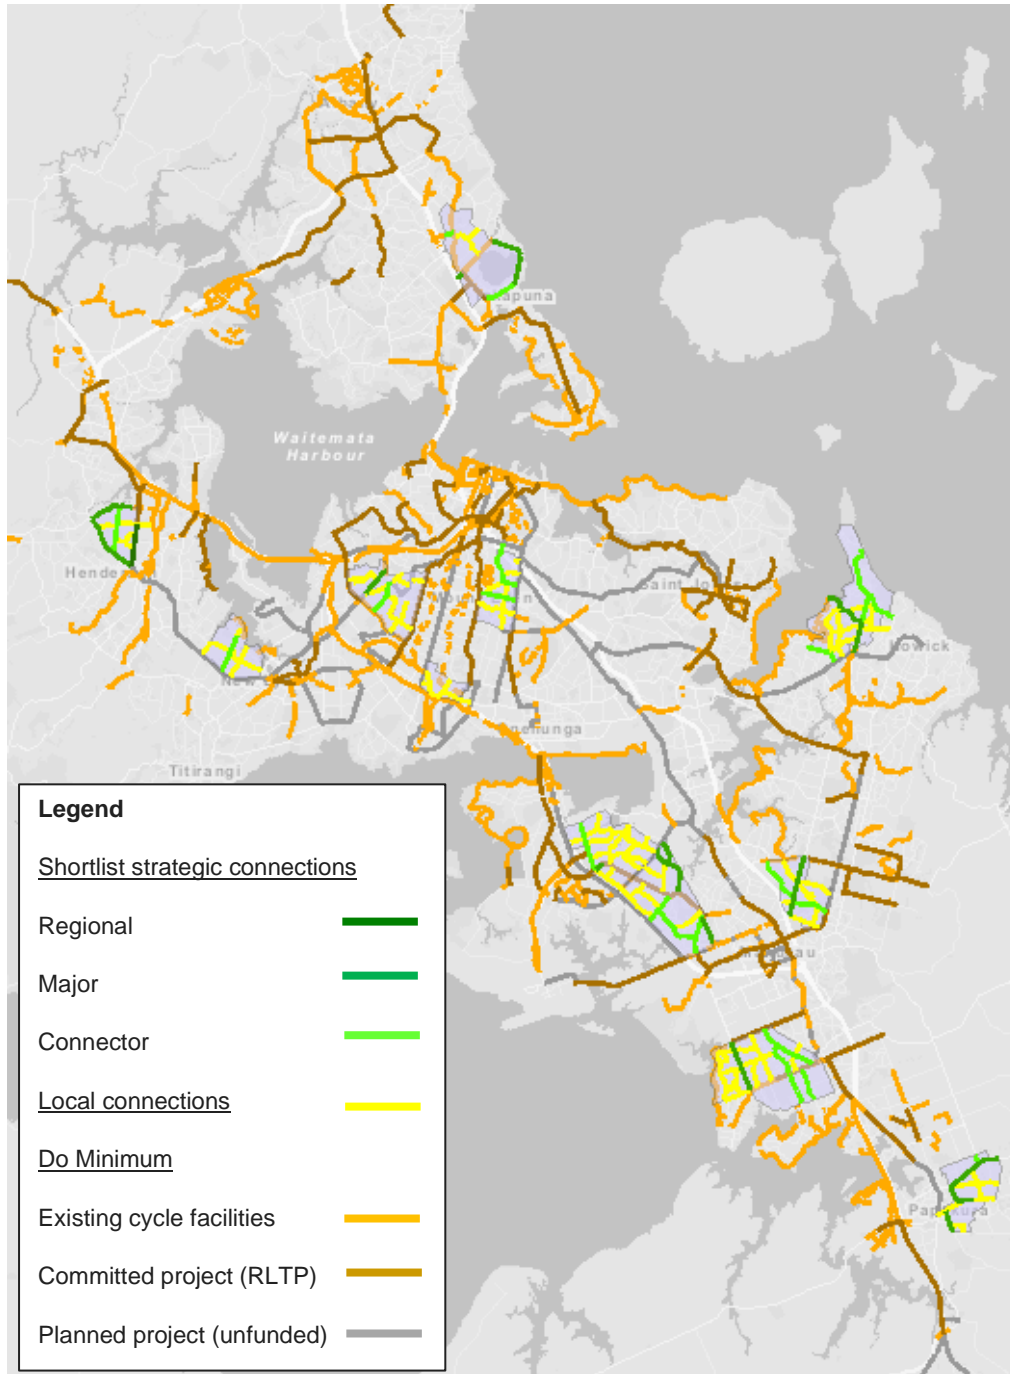 Waitemata
Harbour
Titirangi
Legend
Shortlist strategic connections
Regional
Major
Connector
Local connections
Do Minimum
Existing cycle facilities
Committed project (RLTP)
Planned project (unfunded)